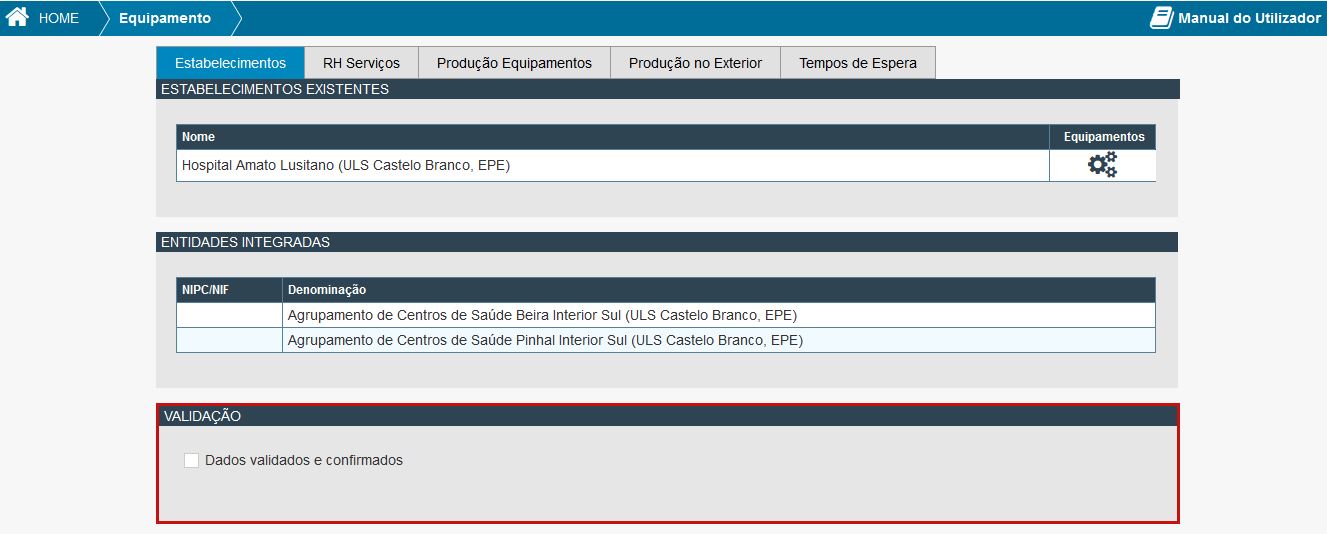 HOME Equipamento Manual do Utilizador
Estabelecimentos RH Serviços Produção Equipamentos Produção no Exterior Tempos de Espera
ESTABELECIMENTOS EXISTENTES
Nome Equipamentos
Hospital Amato Lusitano (ULS Castelo Branco, EPE)
ENTIDADES INTEGRADAS
NIPC/NIF Denominação
Agrupamento de Centros de Saúde Beira Interior Sul (ULS Castelo Branco, EPE)
Agrupamento de Centros de Saúde Pinhal Interior Sul (ULS Castelo Branco, EPE)
VALIDAÇÃO
Dados validados e confirmados